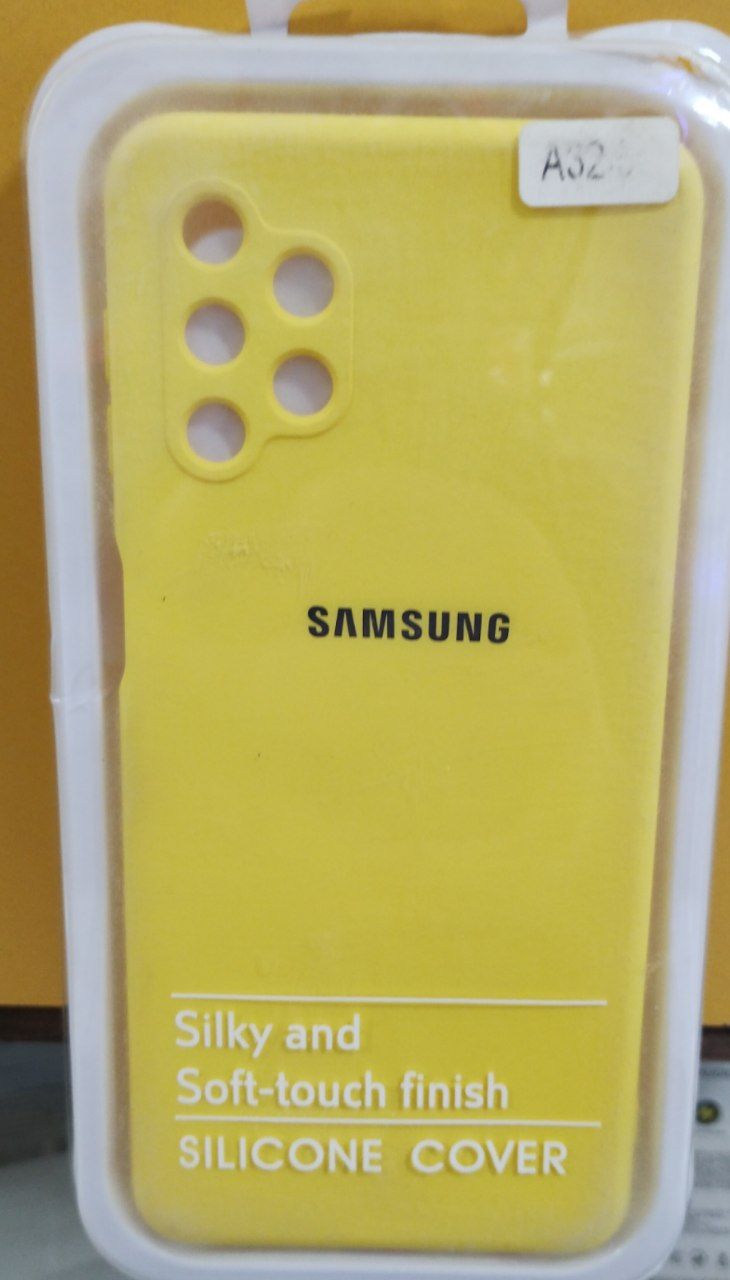 A32
SAMSUNG
Silky and
Soft-touch finish
SILICONE COVER